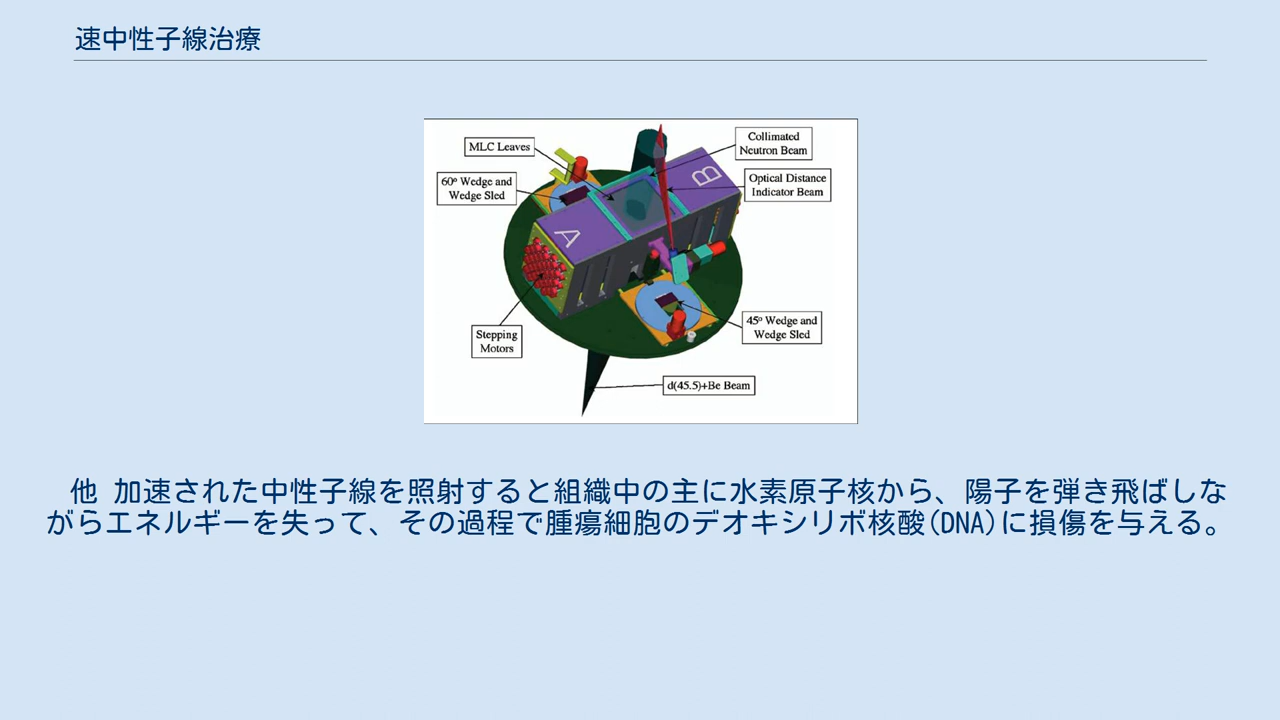 速中性子線治療
MLC Leaves
Collimated
Neutron Beam
60° Wedge and
Wedge Sled
Optical Distance
Indicator Beam
A
B
Stepping
Motors
45° Wedge and
Wedge Sled
d(45.5)+Be Beam
他 加速された中性子線を照射すると組織中の主に水素原子核から、陽子を弾き飛ばしな
がらエネルギーを失って、その過程で腫瘍細胞のデオキシリボ核酸(DNA)に損傷を与える。